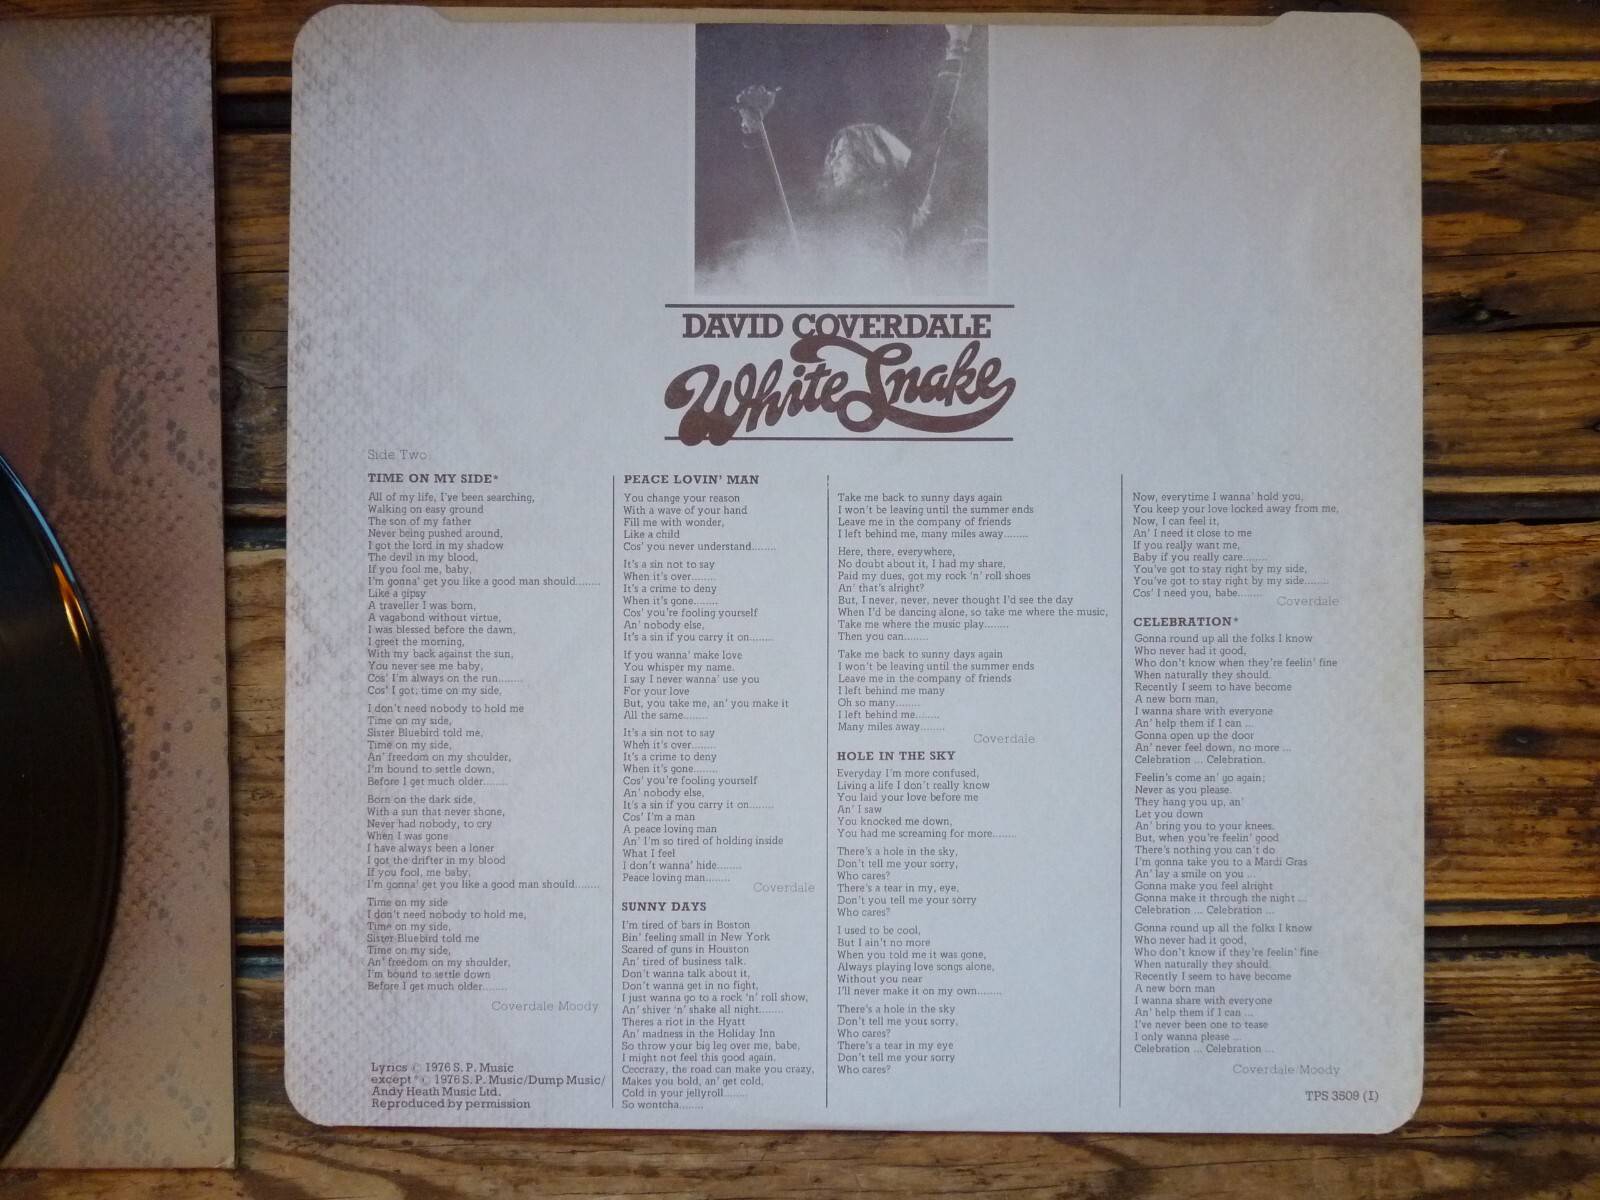 DAVID COVERDALE
WhiteSnake
Side Two
TIME ON MY SIDE*
All of my life, I've been searching,
Walking on easy ground
The son of my father
Never being pushed around,
I got the lord in my shadow
The devil in my blood,
If you fool me, baby,
I'm gonna' get you like a good man should........
Like a gipsy
A traveller I was born,
A vagabond without virtue,
I was blessed before the dawn,
I greet the morning,
With my back against the sun,
You never see me baby,
Cos' I'm always on the run........
Cos' I got; time on my side,
I don't need nobody to hold me
Time on my side,
Sister Bluebird told me,
Time on my side,
An' freedom on my shoulder,
I'm bound to settle down,
Before I get much older........
Born on the dark side,
With a sun that never shone,
Never had nobody, to cry
When I was gone
I have always been a loner
I got the drifter in my blood
If you fool, me baby,
I'm gonna' get you like a good man should........
Time on my side
I don't need nobody to hold me,
Time on my side,
Sister Bluebird told me
Time on my side,
An' freedom on my shoulder,
I'm bound to settle down
Before I get much older........
Coverdale/Moody
Lyrics © 1976 S. P. Music
except * © 1976 S. P. Music/Dump Music/
Andy Heath Music Ltd.
Reproduced by permission
PEACE LOVIN' MAN
You change your reason
With a wave of your hand
Fill me with wonder,
Like a child
Cos' you never understand........
It's a sin not to say
When it's over........
It's a crime to deny
When it's gone........
Cos' you're fooling yourself
An' nobody else,
It's a sin if you carry it on........
If you wanna' make love
You whisper my name.
I say I never wanna' use you
For your love
But, you take me, an' you make it
All the same........
It's a sin not to say
When it's over........
It's a crime to deny
When it's gone........
Cos' you're fooling yourself
An' nobody else,
It's a sin if you carry it on........
Cos' I'm a man
A peace loving man
An' I'm so tired of holding inside
What I feel
I don't wanna' hide........
Peace loving man........
Coverdale
SUNNY DAYS
I'm tired of bars in Boston
Bin' feeling small in New York
Scared of guns in Houston
An' tired of business talk.
Don't wanna talk about it,
Don't wanna get in no fight,
I just wanna go to a rock 'n' roll show,
An' shiver 'n' shake all night........
Theres a riot in the Hyatt
An' madness in the Holiday Inn
So throw your big leg over me, babe,
I might not feel this good again.
Ccccrazy, the road can make you crazy,
Makes you bold, an' get cold,
Cold in your jellyroll........
So wontcha........
Take me back to sunny days again
I won't be leaving until the summer ends
Leave me in the company of friends
I left behind me, many miles away........
Here, there, everywhere,
No doubt about it, I had my share,
Paid my dues, got my rock 'n' roll shoes
An' that's alright?
But, I never, never, never thought I'd see the day
When I'd be dancing alone, so take me where the music,
Take me where the music play........
Then you can........
Take me back to sunny days again
I won't be leaving until the summer ends
Leave me in the company of friends
I left behind me many
Oh so many........
I left behind me........
Many miles away........
Coverdale
HOLE IN THE SKY
Everyday I'm more confused,
Living a life I don't really know
You laid your love before me
An' I saw
You knocked me down,
You had me screaming for more........
There's a hole in the sky,
Don't tell me your sorry,
Who cares?
There's a tear in my, eye,
Don't you tell me your sorry
Who cares?
I used to be cool,
But I ain't no more
When you told me it was gone,
Always playing love songs alone,
Without you near
I'll never make it on my own........
There's a hole in the sky
Don't tell me your sorry,
Who cares?
There's a tear in my eye
Don't tell me your sorry
Who cares?
Now, everytime I wanna' hold you,
You keep your love locked away from me,
Now, I can feel it,
An' I need it close to me
If you really want me,
Baby if you really care........
You've got to stay right by my side,
You've got to stay right by my side........
Cos' I need you, babe........
Coverdale
CELEBRATION*
Gonna round up all the folks I know
Who never had it good,
Who don't know when they're feelin' fine
When naturally they should.
Recently I seem to have become
A new born man,
I wanna share with everyone
An' help them if I can ...
Gonna open up the door
An' never feel down, no more ...
Celebration ... Celebration.
Feelin's come an' go again;
Never as you please.
They hang you up, an'
Let you down
An' bring you to your knees.
But, when you're feelin' good
There's nothing you can't do
I'm gonna take you to a Mardi Gras
An' lay a smile on you ...
Gonna make you feel alright
Gonna make it through the night ...
Celebration ... Celebration ...
Gonna round up all the folks I know
Who never had it good,
Who don't know if they're feelin' fine
When naturally they should.
Recently I seem to have become
A new born man
I wanna share with everyone
An' help them if I can ...
I've never been one to tease
I only wanna please ...
Celebration ... Celebration ...
Coverdale/Moody
TPS 3509 (I)